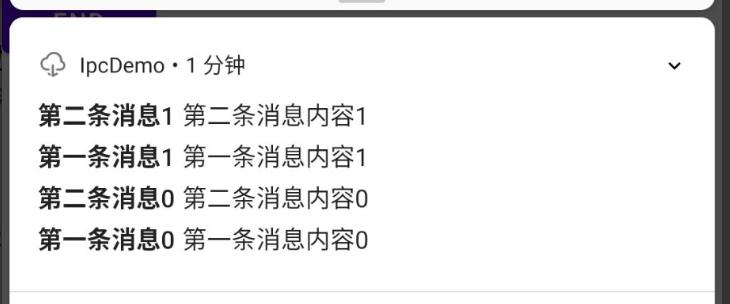 END
IpcDemo • 1 分钟
第二条消息1 第二条消息内容1
第一条消息1 第一条消息内容1
第二条消息0 第二条消息内容0
第一条消息0 第一条消息内容0